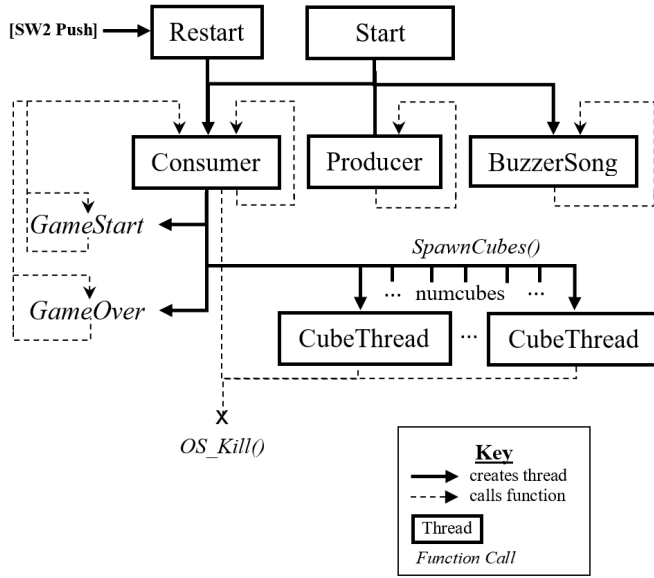 [SW2 Push]
Restart
Start
Consumer
Producer
BuzzerSong
GameStart
SpawnCubes()
... numcubes ...
GameOver
CubeThread ... CubeThread
X
OS_Kill()
Key
creates thread
calls function
Thread
Function Call